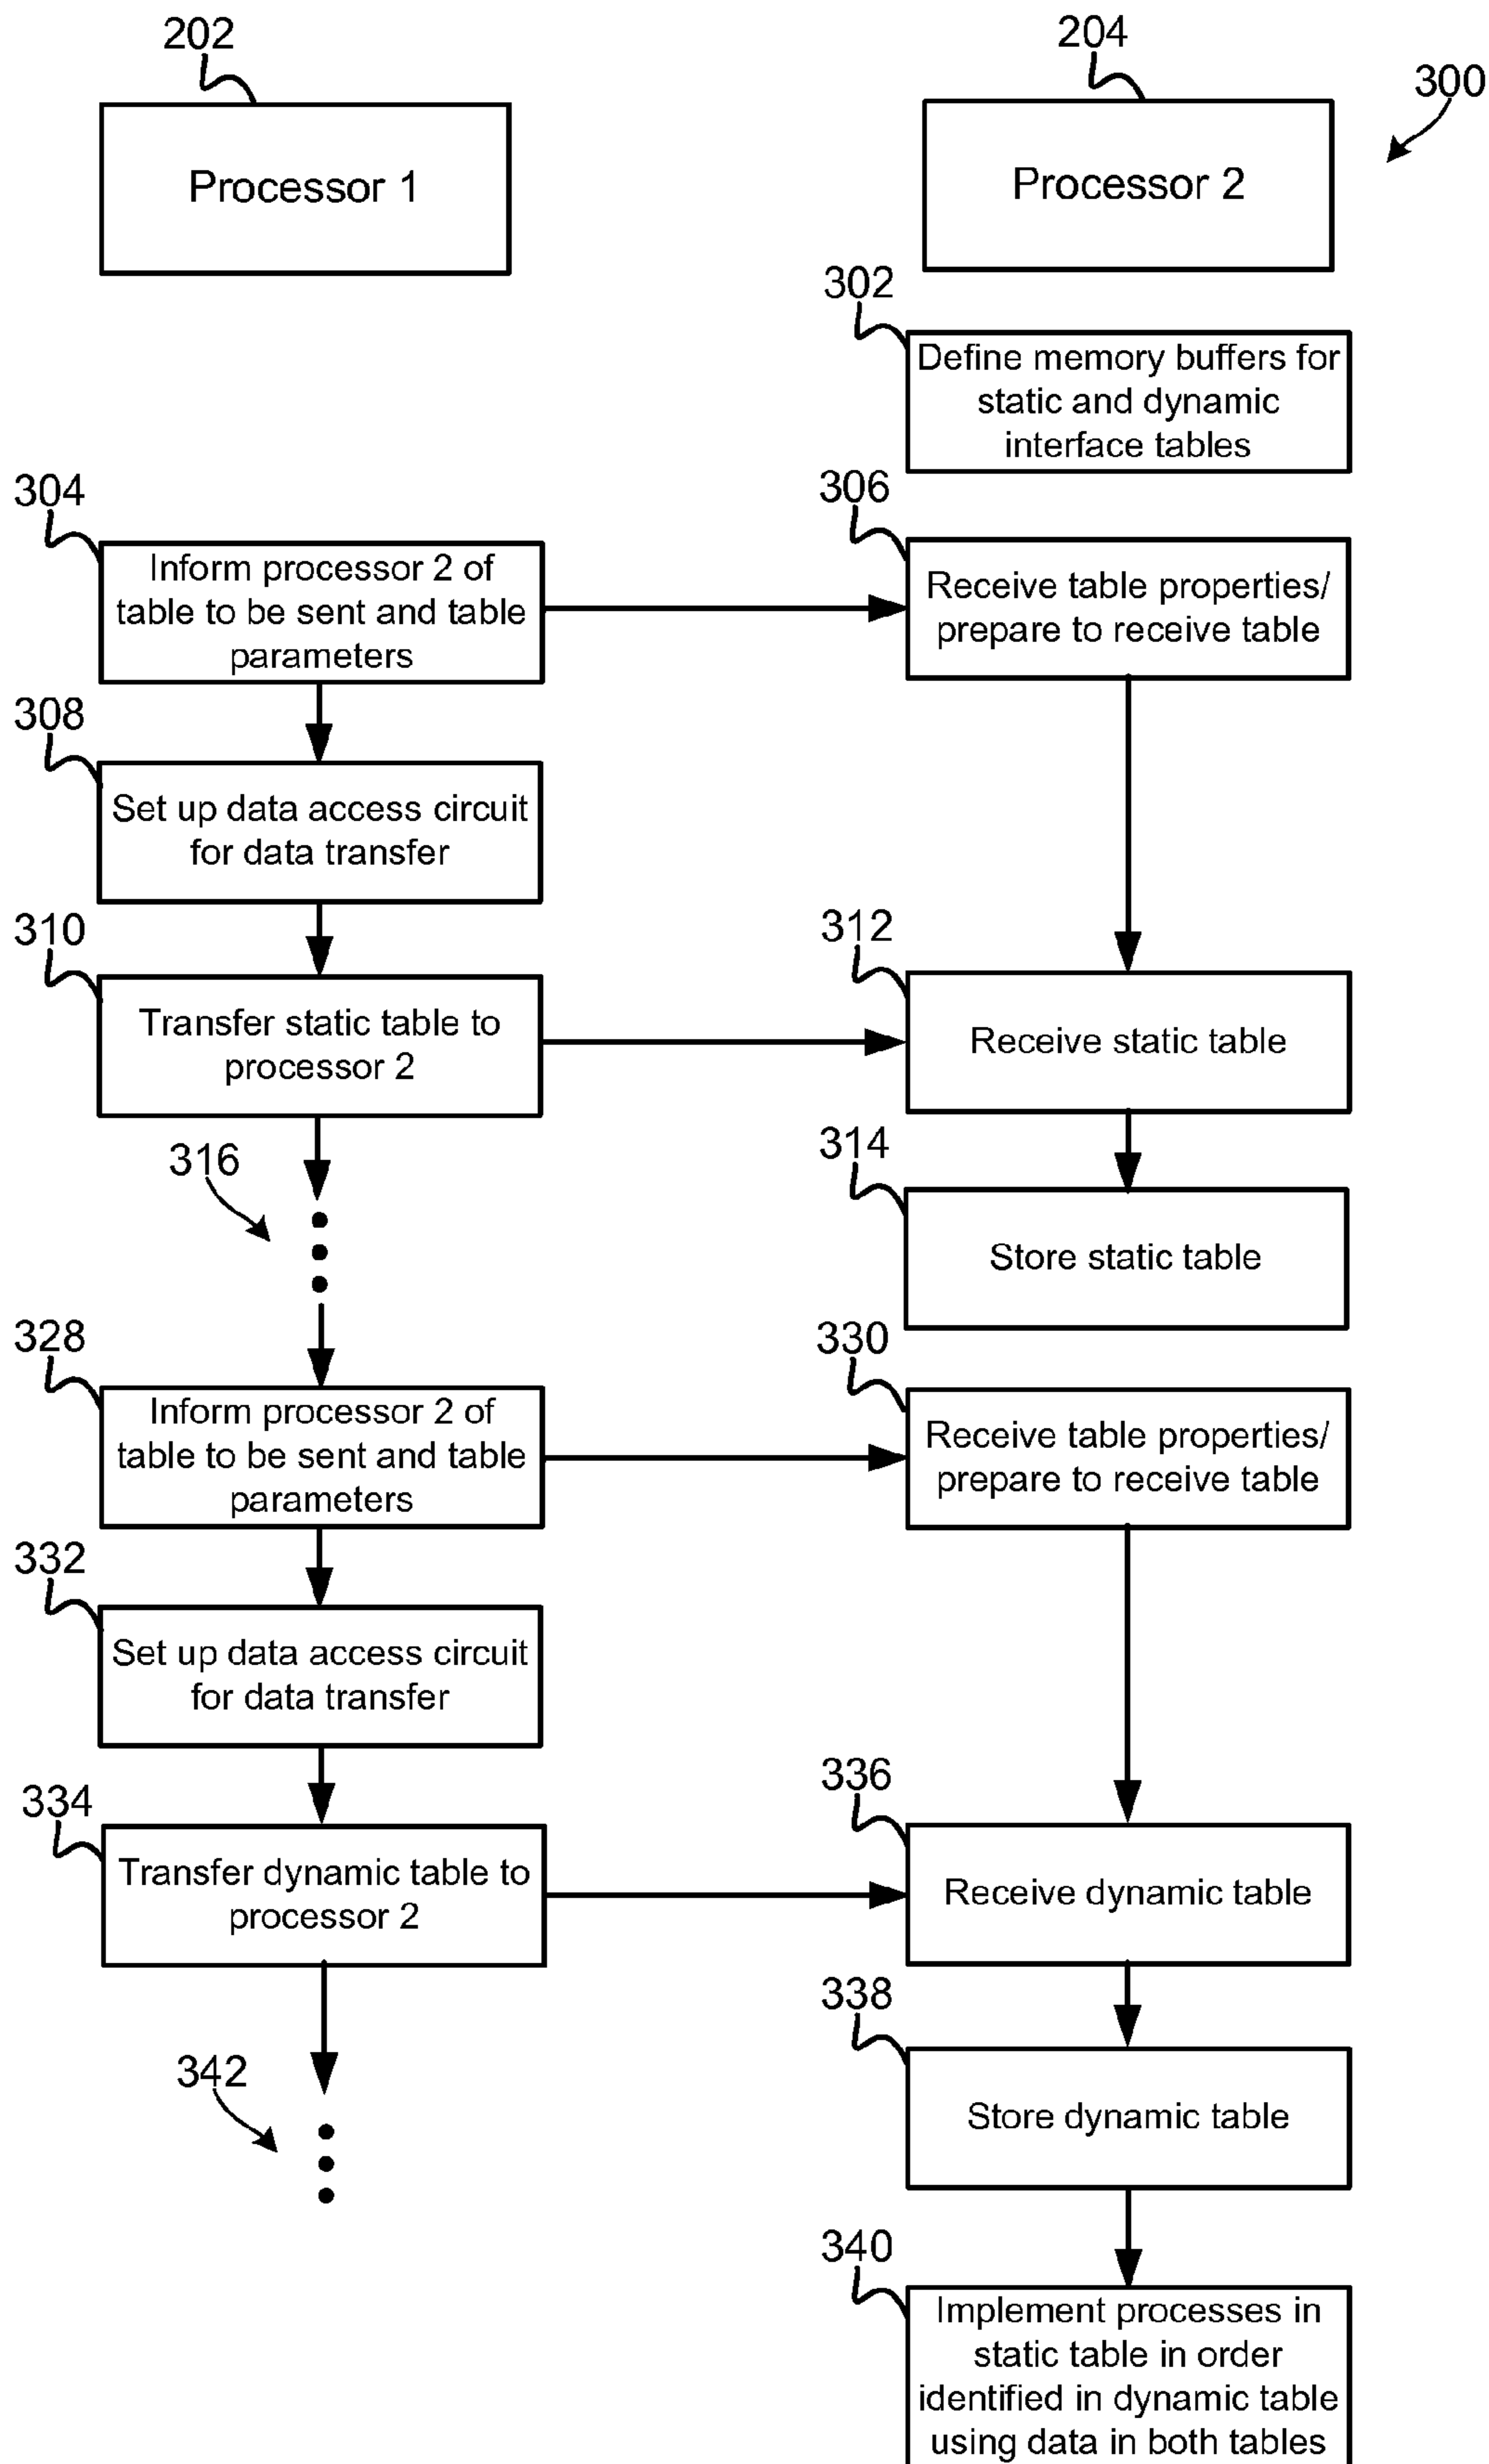 202
204
300
Processor 1
Processor 2
302
Define memory buffers for
static and dynamic
interface tables
304
306
Inform processor 2 of
table to be sent and table
parameters
Receive table properties/
prepare to receive table
308
Set up data access circuit
for data transfer
310
312
Transfer static table to
processor 2
Receive static table
316
314
Store static table
328
330
Inform processor 2 of
table to be sent and table
parameters
Receive table properties/
prepare to receive table
332
Set up data access circuit
for data transfer
334
336
Transfer dynamic table to
processor 2
Receive dynamic table
338
342
Store dynamic table
340
Implement processes in
static table in order
identified in dynamic table
using data in both tables